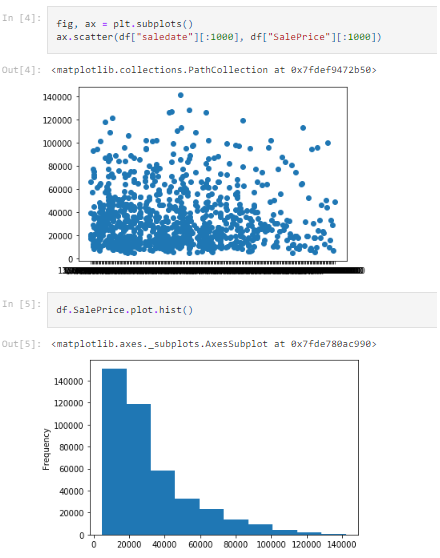 In [4]:
fig, ax = plt.subplots()
ax.scatter(df["saledate"][:1000], df["SalePrice"][:1000])
Out[4]: <matplotlib.collections.PathCollection at 0x7fdef9472b50>
140000
120000
100000
80000
60000
40000
20000
0
In [5]:
df.SalePrice.plot.hist()
Out[5]: <matplotlib.axes._subplots.AxesSubplot at 0x7fde780ac990>
Frequency
140000
120000
100000
80000
60000
40000
20000
0
0 20000 40000 60000 80000 100000 120000 140000